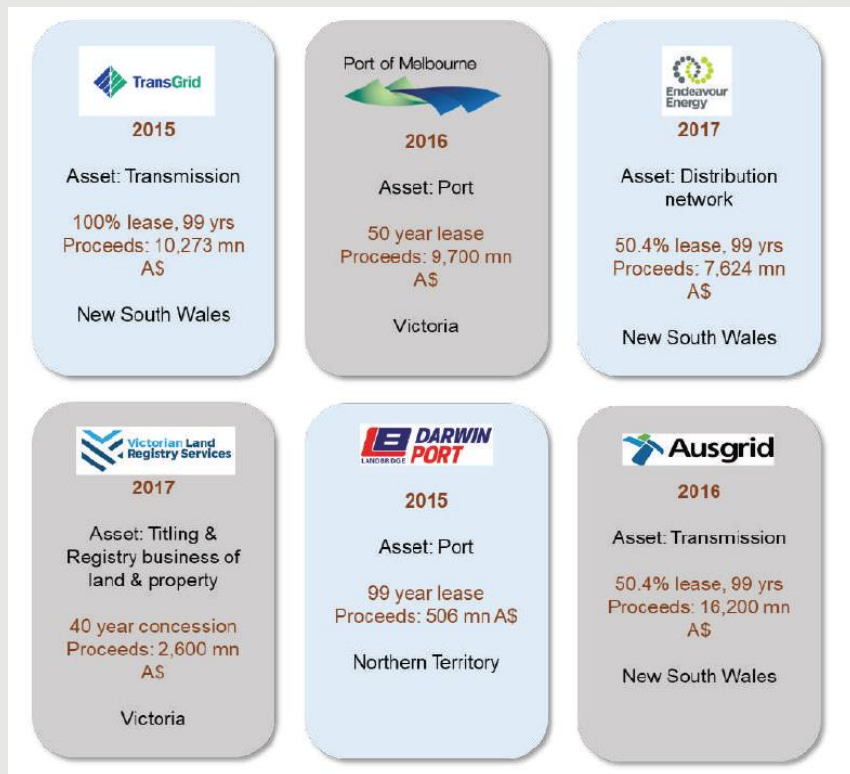 TransGrid
2015
Asset: Transmission
100% lease, 99 yrs
Proceeds: 10,273 mn
A$
New South Wales
Port of Melbourne
2016
Asset: Port
50 year lease
Proceeds: 9,700 mn
A$
Victoria
Endeavour
Energy
2017
Asset: Distribution
network
50.4% lease, 99 yrs
Proceeds: 7,624 mn
A$
New South Wales
Victorian Land
Registry Services
2017
Asset: Titling &
Registry business of
land & property
40 year concession
Proceeds: 2,600 mn
A$
Victoria
LANDBRIDGE
DARWIN
PORT
2015
Asset: Port
99 year lease
Proceeds: 506 mn A$
Northern Territory
Ausgrid
2016
Asset: Transmission
50.4% lease, 99 yrs
Proceeds: 16,200 mn
A$
New South Wales